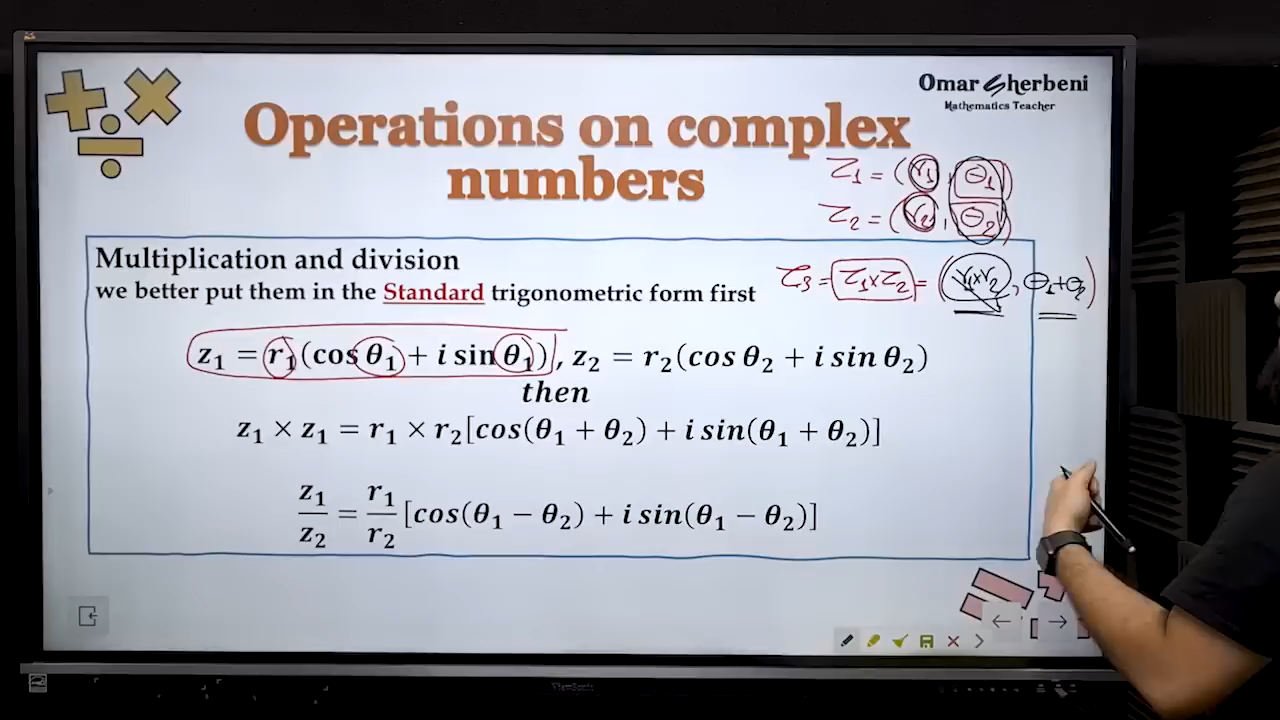 Omar Sherbeni
Mathematics Teacher
Operations on complex
numbers
Z₁ = (r₁, θ₁)
Z₂ = (r₂, θ₂)
Multiplication and division
we better put them in the Standard trigonometric form first
Z₃ = Z₁×Z₂ = (r₁×r₂, θ₁+θ₂)
z₁ = r₁(cos θ₁ + i sin θ₁), z₂ = r₂(cos θ₂ + i sin θ₂)
then
z₁ × z₁ = r₁ × r₂[cos(θ₁ + θ₂) + i sin(θ₁ + θ₂)]
z₁/z₂ = r₁/r₂ [cos(θ₁ − θ₂) + i sin(θ₁ − θ₂)]